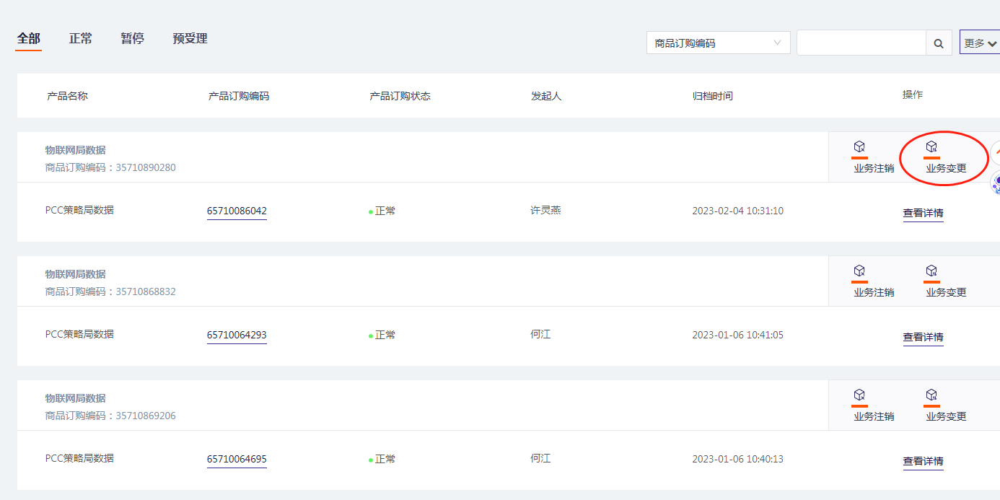 全部 正常 暂停 预受理 商品订购编码 更多
产品名称 产品订购编码 产品订购状态 发起人 归档时间 操作
物联网局数据
商品订购编码：35710890280
业务注销 业务变更
PCC策略局数据 65710086042 正常 许灵燕 2023-02-04 10:31:10 查看详情
物联网局数据
商品订购编码：35710868832
业务注销 业务变更
PCC策略局数据 65710064293 正常 何江 2023-01-06 10:41:05 查看详情
物联网局数据
商品订购编码：35710869206
业务注销 业务变更
PCC策略局数据 65710064695 正常 何江 2023-01-06 10:40:13 查看详情